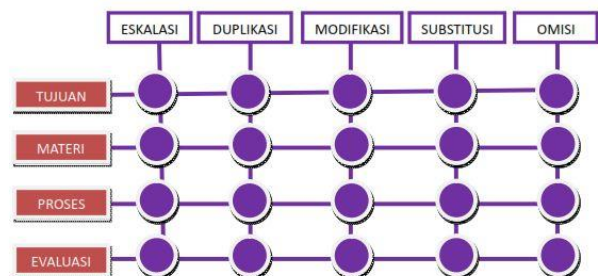 ESKALASI DUPLIKASI MODIFIKASI SUBSTITUSI OMISI
TUJUAN
MATERI
PROSES
EVALUASI